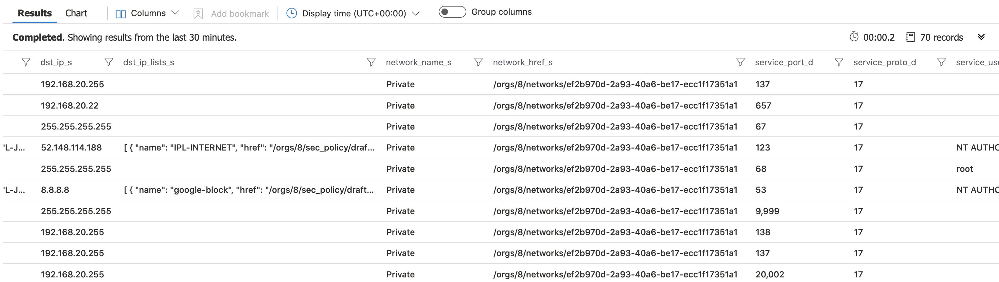 Results Chart Columns Add bookmark Display time (UTC+00:00) Group columns
Completed. Showing results from the last 30 minutes. 00:00.2 70 records
dst_ip_s dst_ip_lists_s network_name_s network_href_s service_port_d service_proto_d service_use
192.168.20.255 Private /orgs/8/networks/ef2b970d-2a93-40a6-be17-ecc1f17351a1 137 17
192.168.20.22 Private /orgs/8/networks/ef2b970d-2a93-40a6-be17-ecc1f17351a1 657 17
255.255.255.255 Private /orgs/8/networks/ef2b970d-2a93-40a6-be17-ecc1f17351a1 67 17
"L-J... 52.148.114.188 [ { "name": "IPL-INTERNET", "href": "/orgs/8/sec_policy/draf... Private /orgs/8/networks/ef2b970d-2a93-40a6-be17-ecc1f17351a1 123 17 NT AUTHO
255.255.255.255 Private /orgs/8/networks/ef2b970d-2a93-40a6-be17-ecc1f17351a1 68 17 root
"L-J... 8.8.8.8 [ { "name": "google-block", "href": "/orgs/8/sec_policy/draft... Private /orgs/8/networks/ef2b970d-2a93-40a6-be17-ecc1f17351a1 53 17 NT AUTHO
255.255.255.255 Private /orgs/8/networks/ef2b970d-2a93-40a6-be17-ecc1f17351a1 9,999 17
192.168.20.255 Private /orgs/8/networks/ef2b970d-2a93-40a6-be17-ecc1f17351a1 138 17
192.168.20.255 Private /orgs/8/networks/ef2b970d-2a93-40a6-be17-ecc1f17351a1 137 17
192.168.20.255 Private /orgs/8/networks/ef2b970d-2a93-40a6-be17-ecc1f17351a1 20,002 17